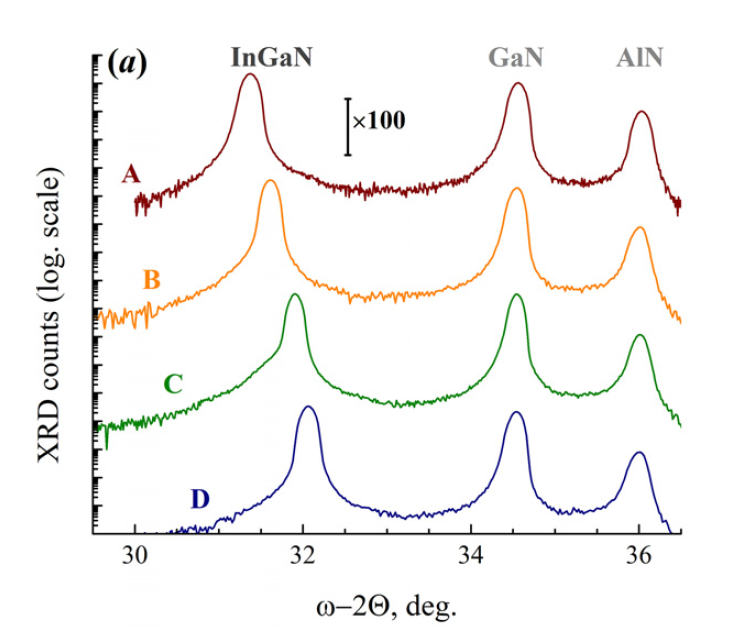 (a)
InGaN GaN AlN
×100
A
B
C
D
XRD counts (log. scale)
30 32 34 36
ω−2Θ, deg.